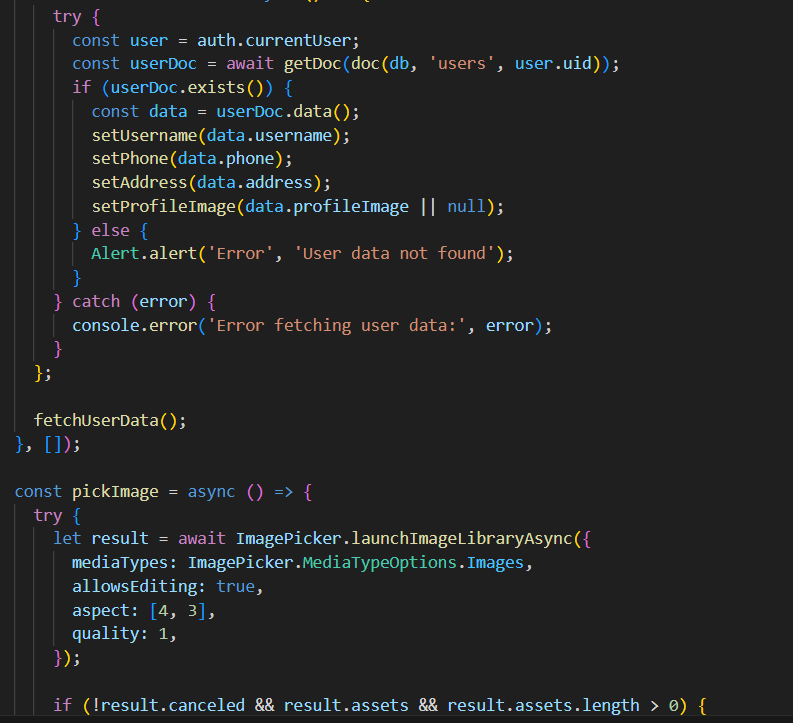 try {
const user = auth.currentUser;
const userDoc = await getDoc(doc(db, 'users', user.uid));
if (userDoc.exists()) {
const data = userDoc.data();
setUsername(data.username);
setPhone(data.phone);
setAddress(data.address);
setProfileImage(data.profileImage || null);
} else {
Alert.alert('Error', 'User data not found');
}
} catch (error) {
console.error('Error fetching user data:', error);
}
};
fetchUserData();
}, []);
const pickImage = async () => {
try {
let result = await ImagePicker.launchImageLibraryAsync({
mediaTypes: ImagePicker.MediaTypeOptions.Images,
allowsEditing: true,
aspect: [4, 3],
quality: 1,
});
if (!result.canceled && result.assets && result.assets.length > 0) {